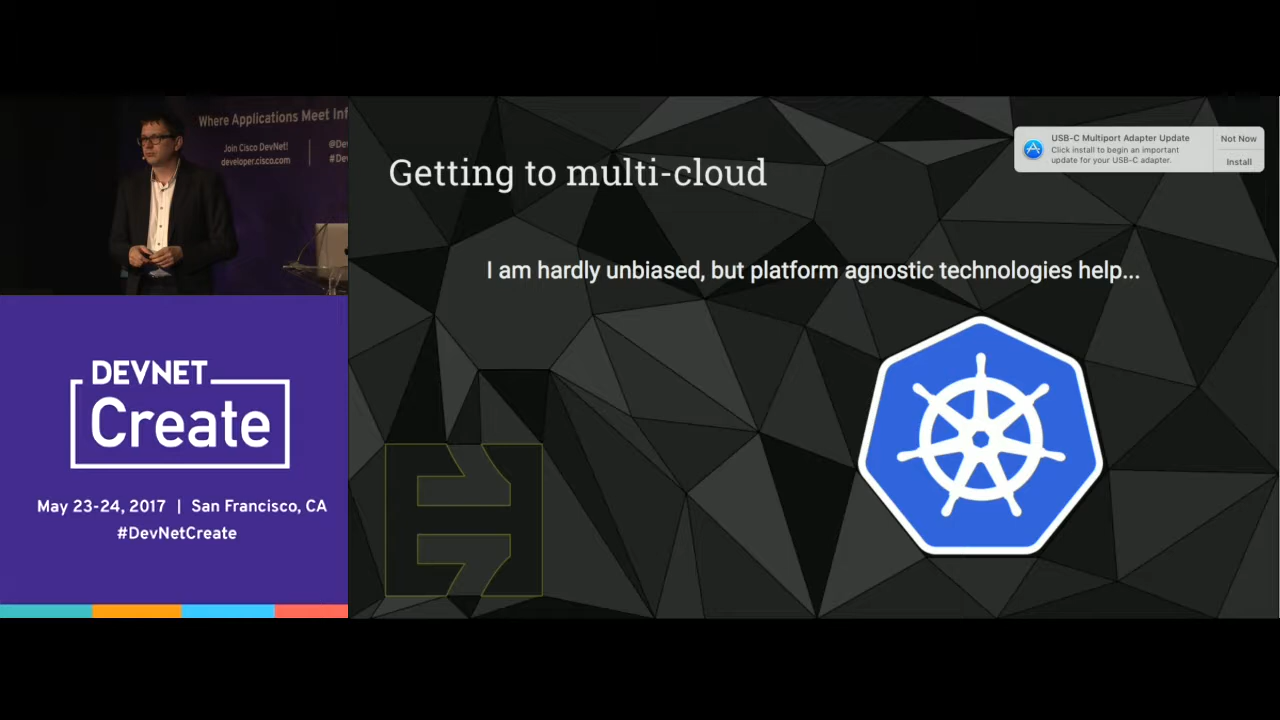 Where Applications Meet Inf
Join Cisco DevNet!
developer.cisco.com
@De
#De
DEVNET
Create
May 23-24, 2017 | San Francisco, CA
#DevNetCreate
Getting to multi-cloud
I am hardly unbiased, but platform agnostic technologies help...
USB-C Multiport Adapter Update
Click install to begin an important
update for your USB-C adapter.
Not Now
Install